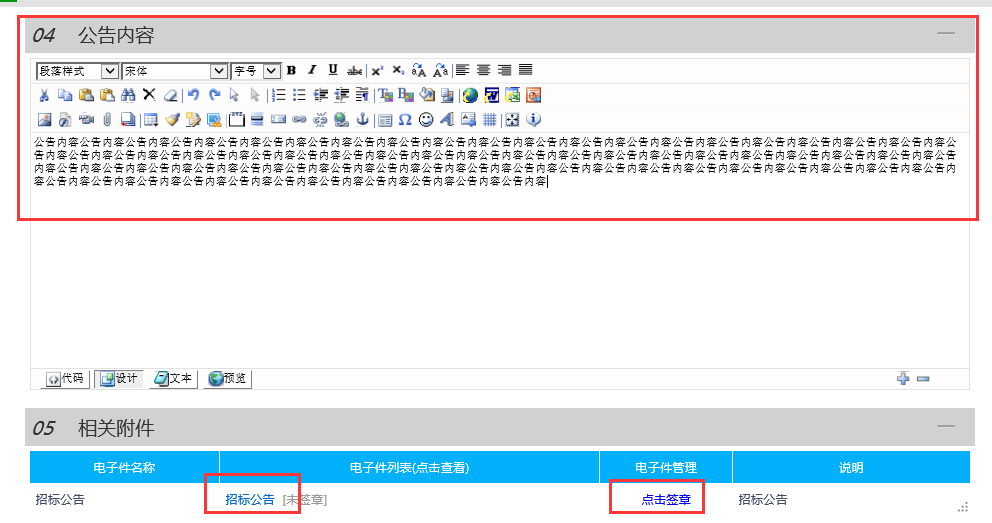 04 公告内容
段落样式 宋体 字号 B I U abc x² x₂
公告内容公告内容公告内容公告内容公告内容公告内容公告内容公告内容公告内容公告内容公告内容公告内容公告内容公告内容公告内容公告内容公告内容公告内容公告内容公告内容公
告内容公告内容公告内容公告内容公告内容公告内容公告内容公告内容公告内容公告内容公告内容公告内容公告内容公告内容公告内容公告内容公告内容公告内容公告内容公告内容公告
内容公告内容公告内容公告内容公告内容公告内容公告内容公告内容公告内容公告内容公告内容公告内容公告内容公告内容公告内容公告内容公告内容公告内容公告内容公告内容公告内
容公告内容公告内容公告内容公告内容公告内容公告内容公告内容公告内容公告内容公告内容公告内容
代码 设计 文本 预览
05 相关附件
电子件名称 电子件列表(点击查看) 电子件管理 说明
招标公告 招标公告 [未签章] 点击签章 招标公告